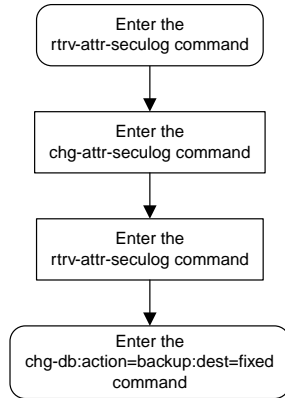 Enter the
rtrv-attr-seculog command
Enter the
chg-attr-seculog command
Enter the
rtrv-attr-seculog command
Enter the
chg-db:action=backup:dest=fixed
command